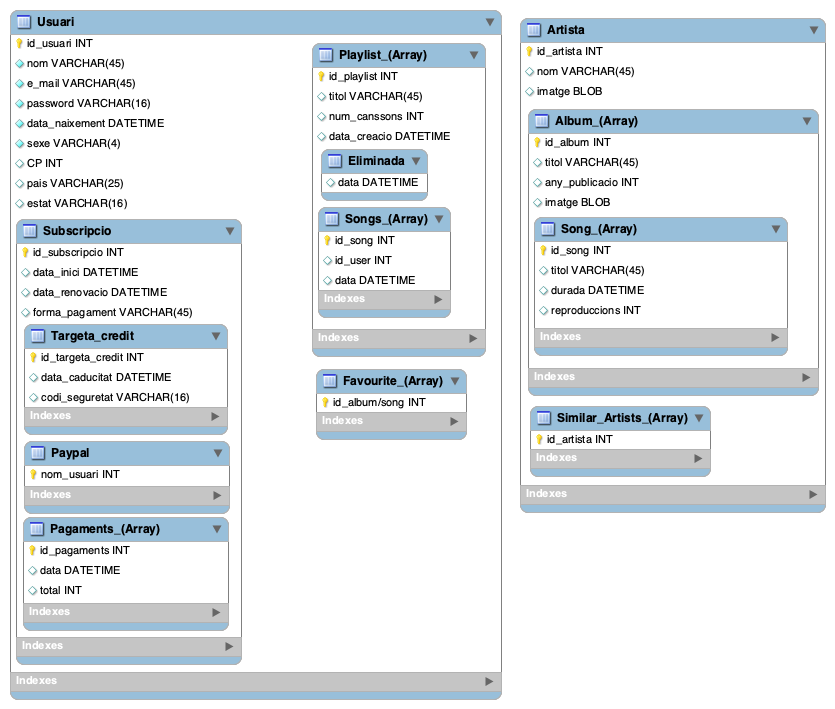 Usuari
id_usuari INT
nom VARCHAR(45)
e_mail VARCHAR(45)
password VARCHAR(16)
data_naixement DATETIME
sexe VARCHAR(4)
CP INT
pais VARCHAR(25)
estat VARCHAR(16)
Subscripcio
id_subscripcio INT
data_inici DATETIME
data_renovacio DATETIME
forma_pagament VARCHAR(45)
Targeta_credit
id_targeta_credit INT
data_caducitat DATETIME
codi_seguretat VARCHAR(16)
Indexes
Paypal
nom_usuari INT
Indexes
Pagaments_(Array)
id_pagaments INT
data DATETIME
total INT
Indexes
Indexes
Playlist_(Array)
id_playlist INT
titol VARCHAR(45)
num_canssons INT
data_creacio DATETIME
Eliminada
data DATETIME
Songs_(Array)
id_song INT
id_user INT
data DATETIME
Indexes
Indexes
Favourite_(Array)
id_album/song INT
Indexes
Indexes
Artista
id_artista INT
nom VARCHAR(45)
imatge BLOB
Album_(Array)
id_album INT
titol VARCHAR(45)
any_publicacio INT
imatge BLOB
Song_(Array)
id_song INT
titol VARCHAR(45)
durada DATETIME
reproduccions INT
Indexes
Indexes
Similar_Artists_(Array)
id_artista INT
Indexes
Indexes